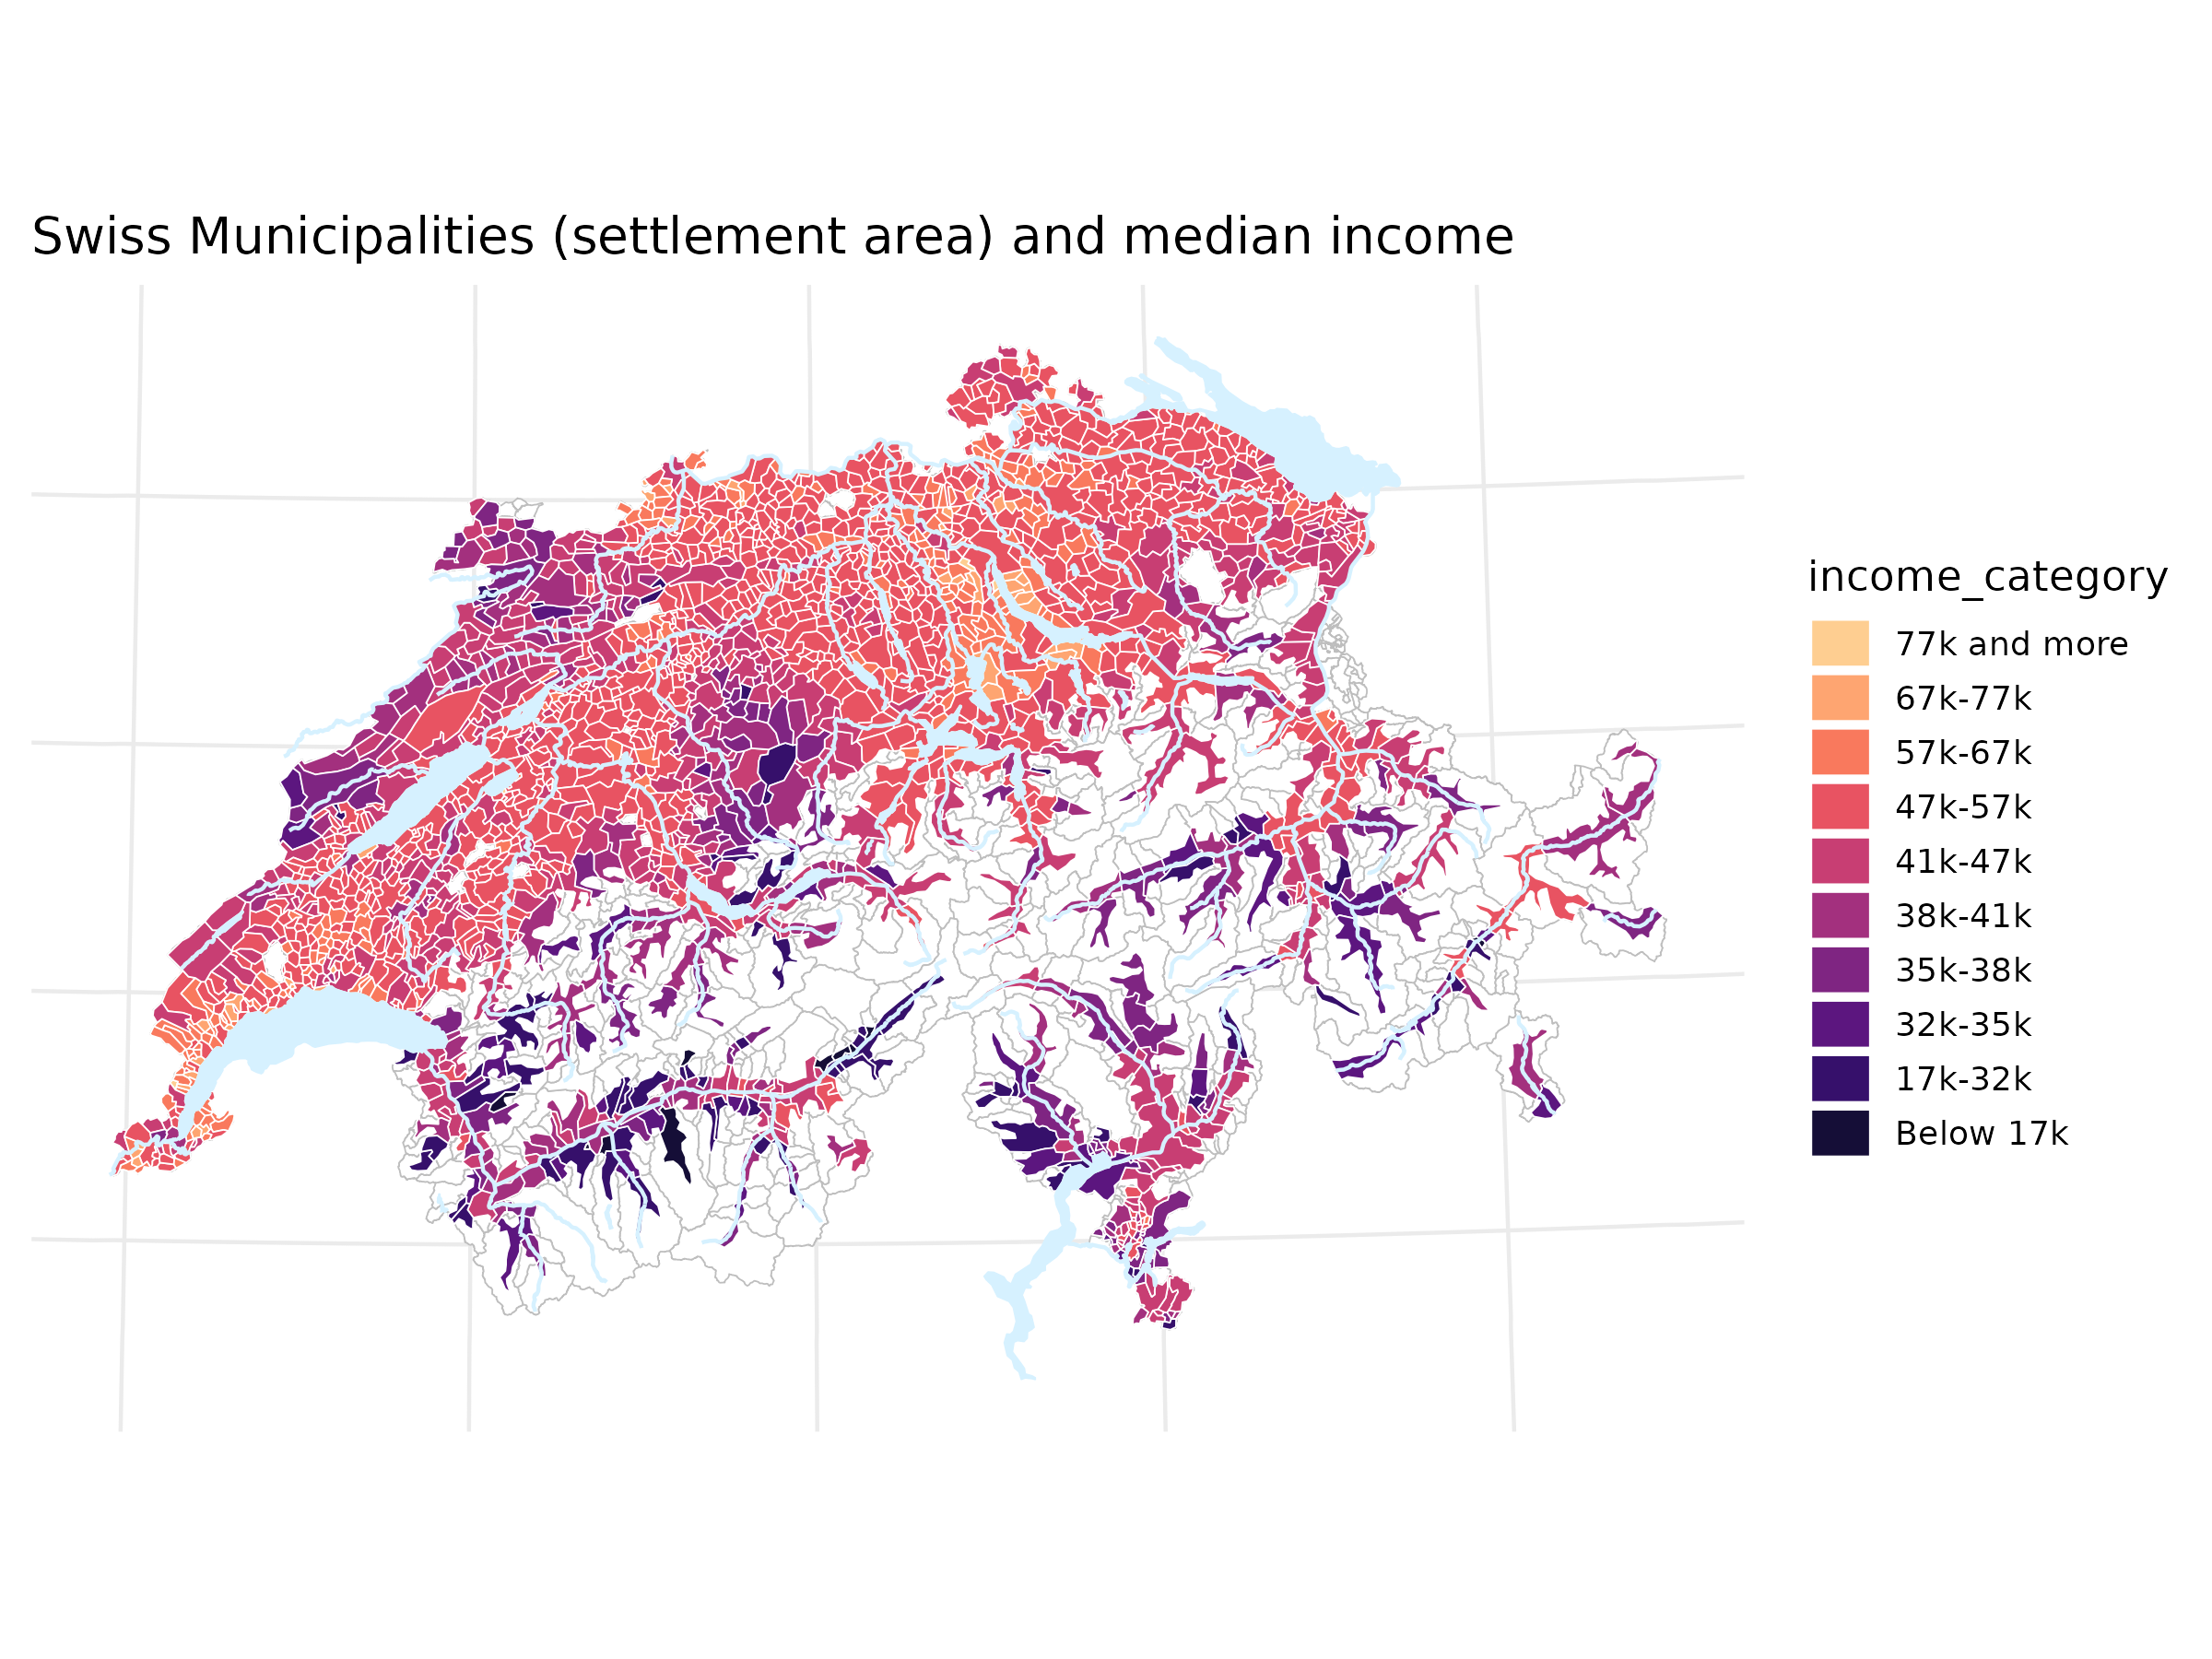 Swiss Municipalities (settlement area) and median income
income_category
77k and more
67k-77k
57k-67k
47k-57k
41k-47k
38k-41k
35k-38k
32k-35k
17k-32k
Below 17k